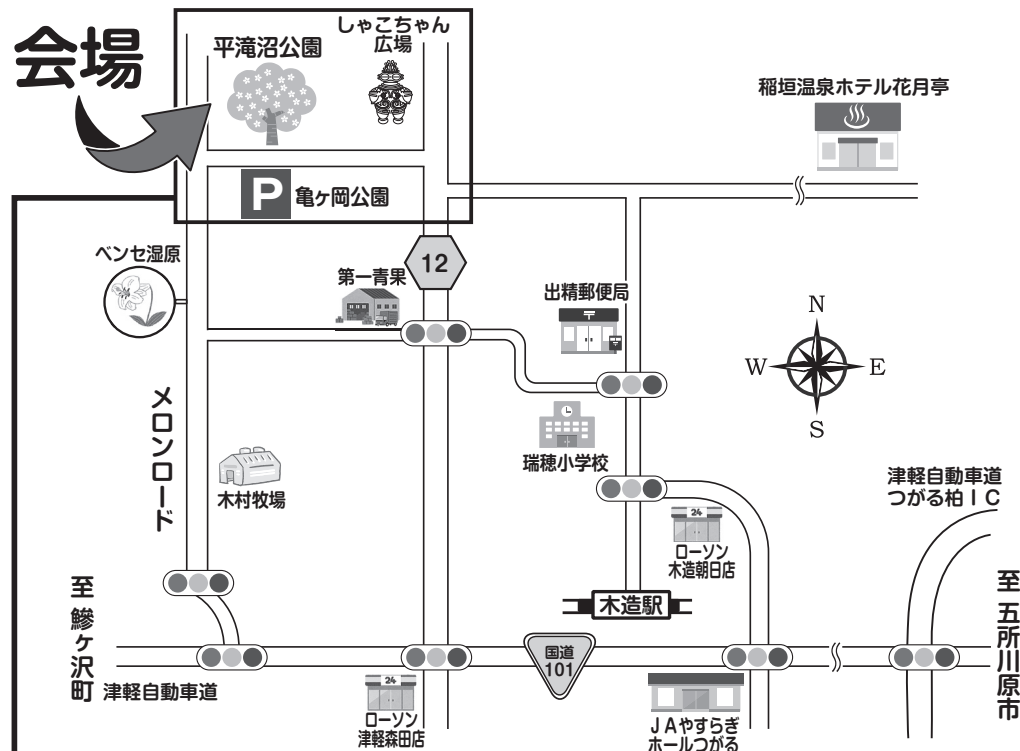 会場
しゃこちゃん
広場
平滝沼公園
稲垣温泉ホテル花月亭
P
亀ヶ岡公園
ベンセ湿原
12
第一青果
出精郵便局
N
W
E
S
メロンロード
瑞穂小学校
木村牧場
津軽自動車道
つがる柏IC
24
ローソン
木造朝日店
木造駅
至 鰺ヶ沢町
至 五所川原市
国道
101
津軽自動車道
24
ローソン
津軽森田店
JAやすらぎ
ホールつがる